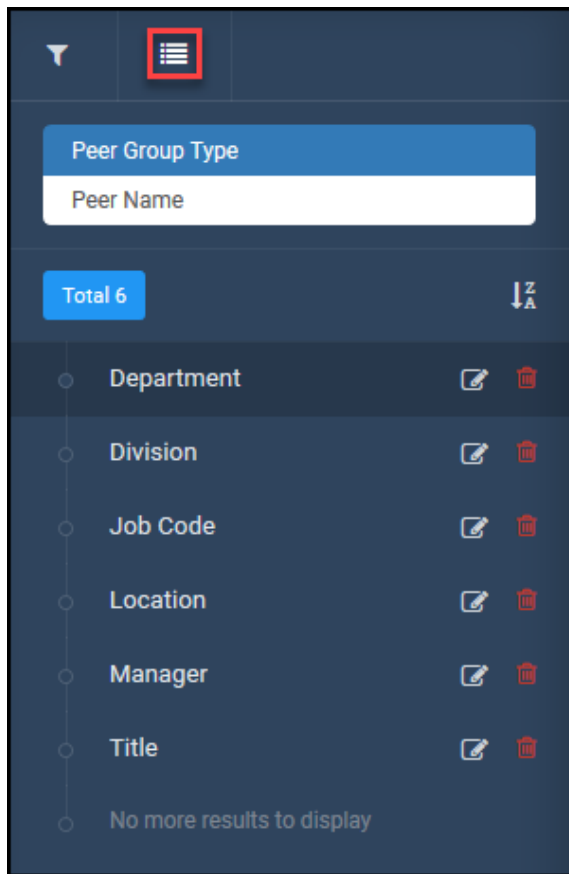 Peer Group Type
Peer Name
Total 6
Department
Division
Job Code
Location
Manager
Title
No more results to display